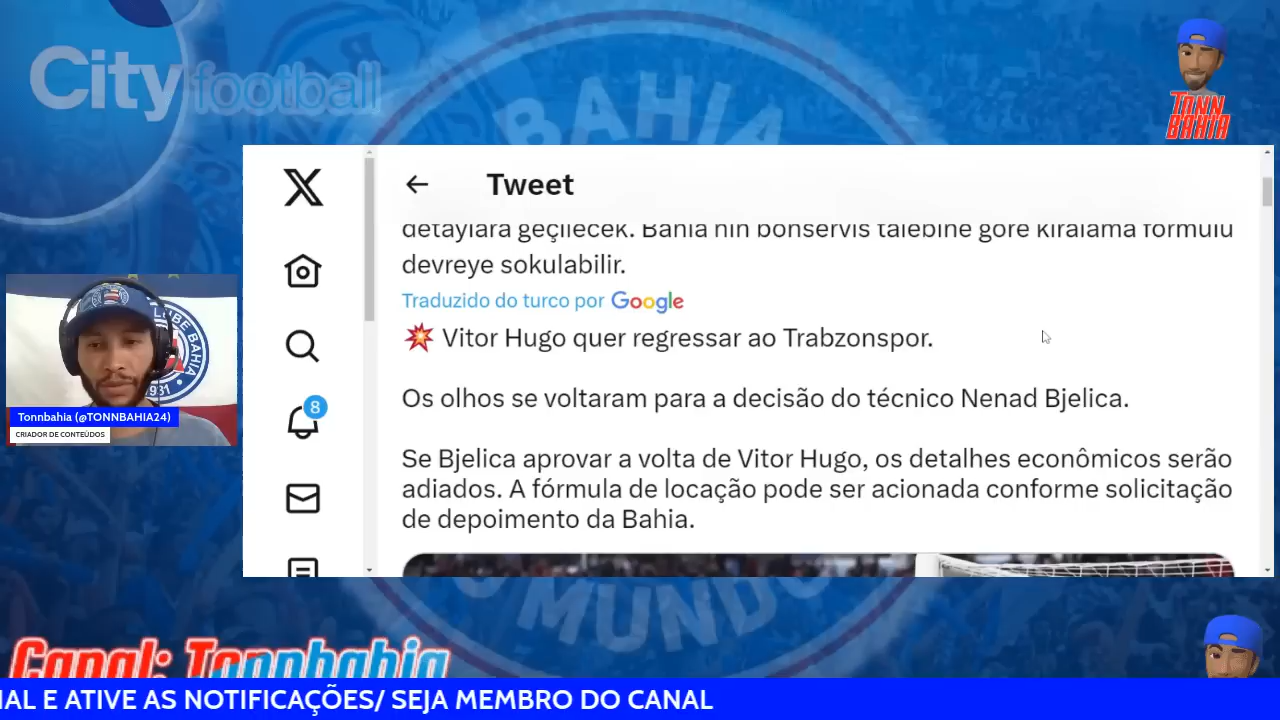 City football
BAHIA
TONN
BAHIA
Tweet
detaylara geçilecek. Bahia'nın bonservis talebine göre kiralama formülü
devreye sokulabilir.
Traduzido do turco por Google
💥 Vitor Hugo quer regressar ao Trabzonspor.
Os olhos se voltaram para a decisão do técnico Nenad Bjelica.
8
Se Bjelica aprovar a volta de Vitor Hugo, os detalhes econômicos serão
adiados. A fórmula de locação pode ser acionada conforme solicitação
de depoimento da Bahia.
CLUBE BAHIA
1931
Tonnbahia (@TONNBAHIA24)
CRIADOR DE CONTEÚDOS
O MUNDO
Canal: Tonnbahia
NAL E ATIVE AS NOTIFICAÇÕES/ SEJA MEMBRO DO CANAL